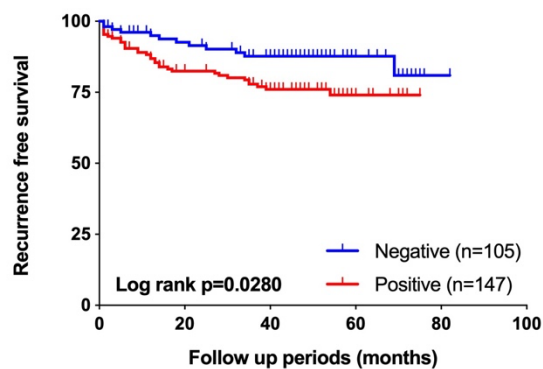 Recurrence free survival
100
75
50
25
0
Negative (n=105)
Positive (n=147)
Log rank p=0.0280
0 20 40 60 80 100
Follow up periods (months)